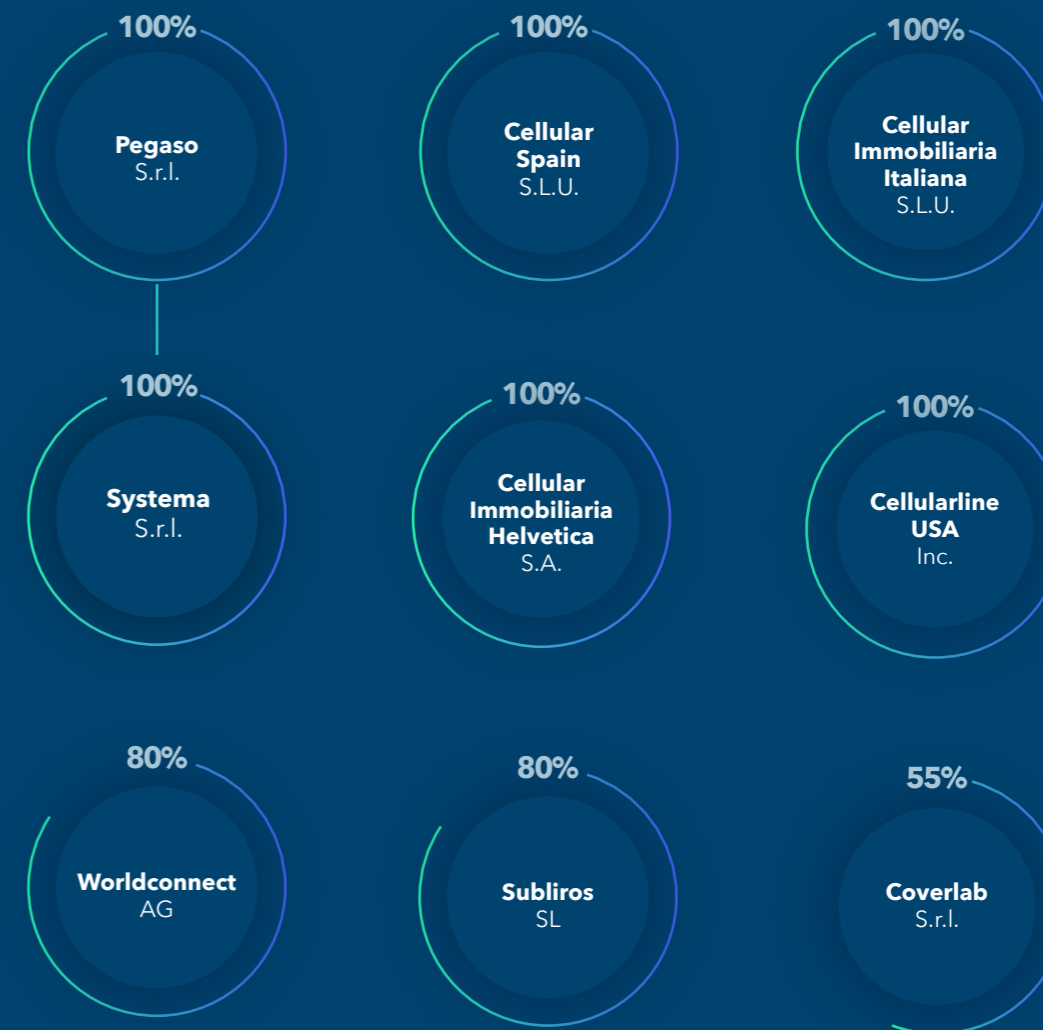 100%
Pegaso
S.r.l.
100%
Cellular
Spain
S.L.U.
100%
Cellular
Immobiliaria
Italiana
S.L.U.
100%
Systema
S.r.l.
100%
Cellular
Immobiliaria
Helvetica
S.A.
100%
Cellularline
USA
Inc.
80%
Worldconnect
AG
80%
Subliros
SL
55%
Coverlab
S.r.l.